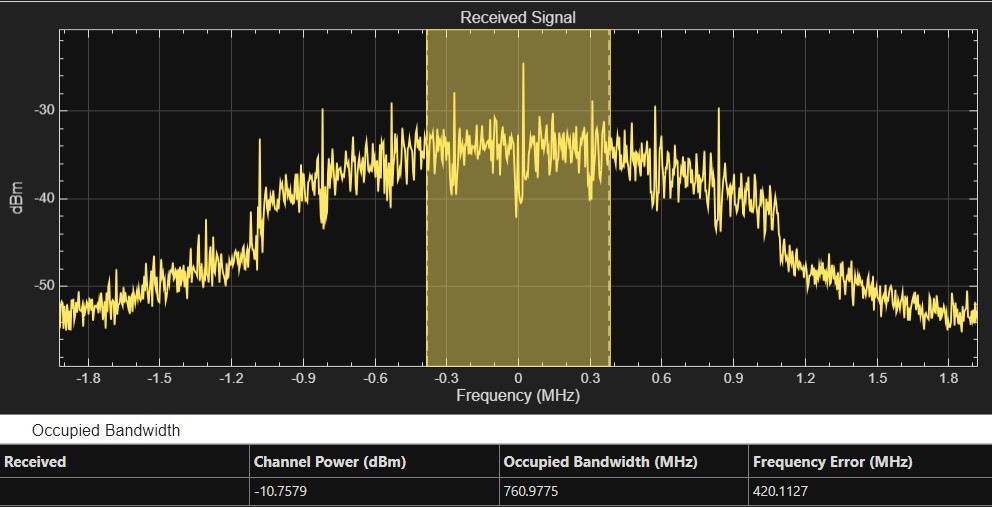 Received Signal
-30
-40
-50
dBm
-1.8 -1.5 -1.2 -0.9 -0.6 -0.3 0 0.3 0.6 0.9 1.2 1.5 1.8
Frequency (MHz)
Occupied Bandwidth
Received Channel Power (dBm) Occupied Bandwidth (MHz) Frequency Error (MHz)
-10.7579 760.9775 420.1127